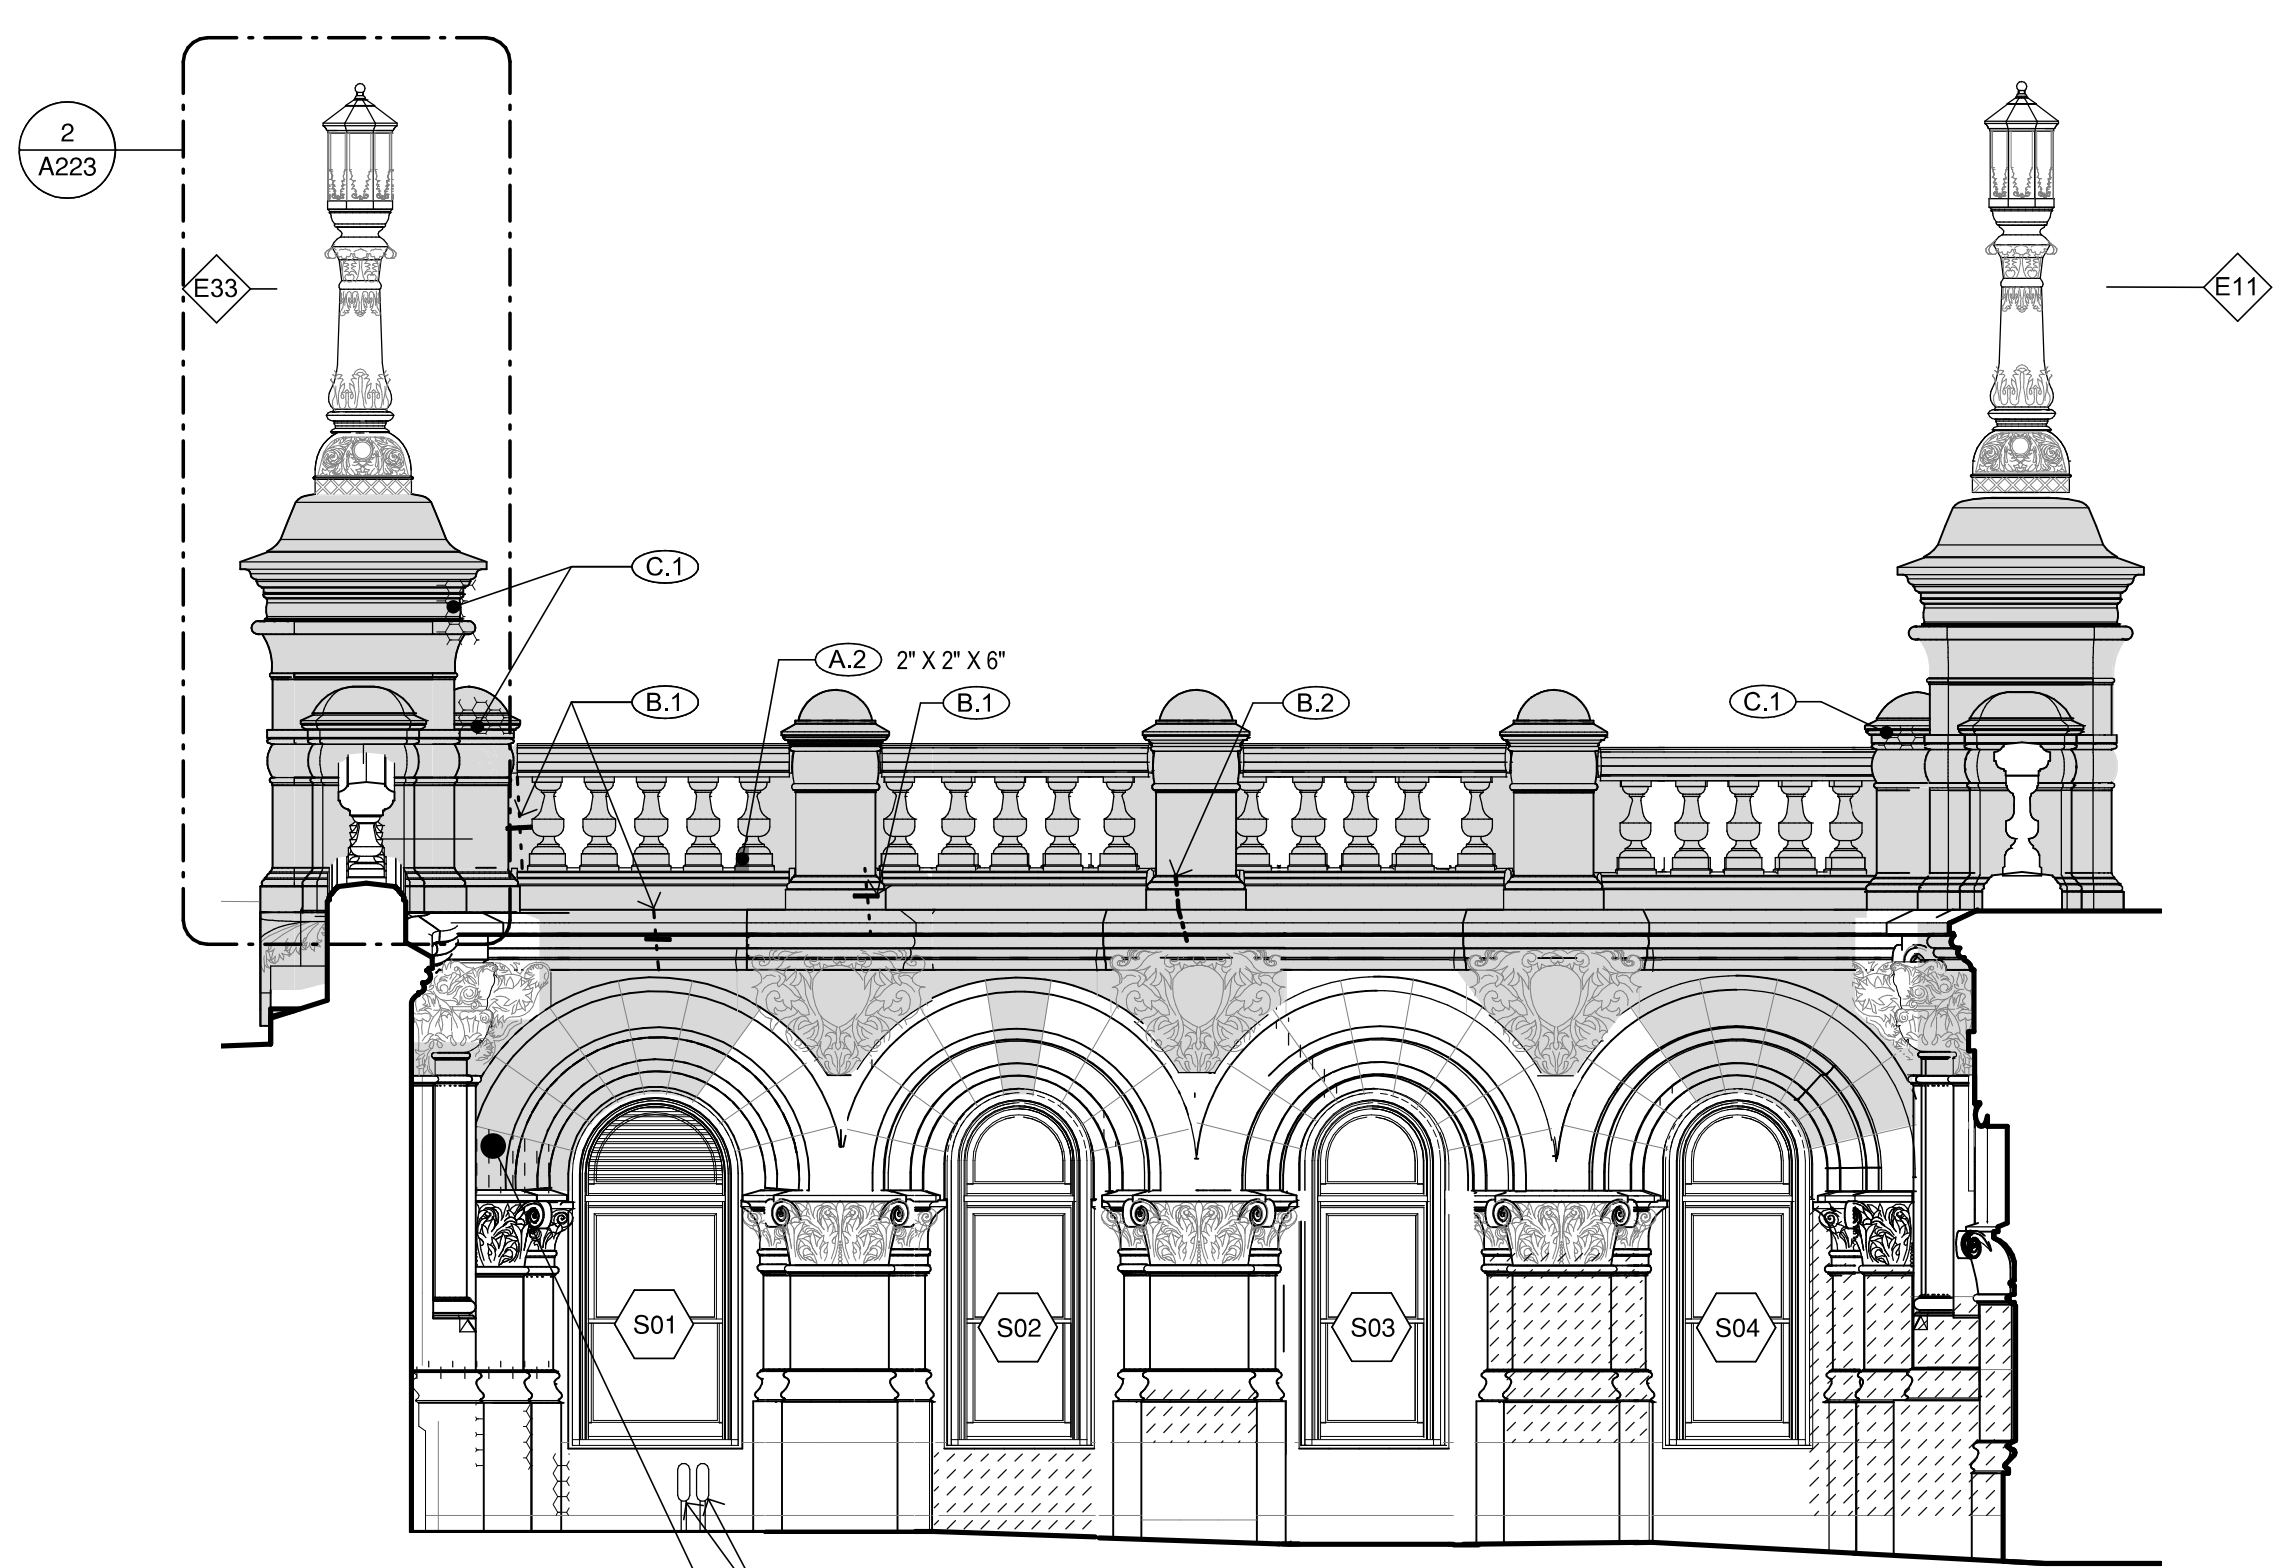 2
A223
E33
E11
C.1
A.2 2" X 2" X 6"
B.1
B.1
B.2
C.1
S01
S02
S03
S04